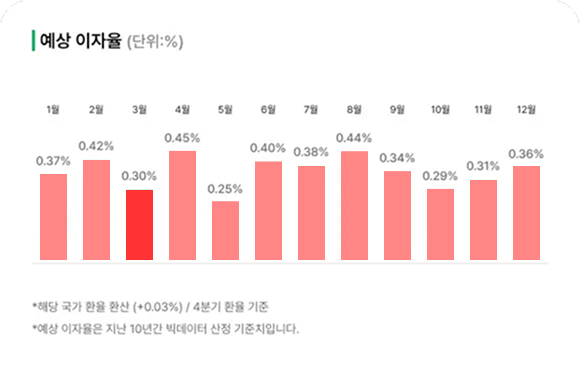 예상 이자율 (단위:%)
1월 2월 3월 4월 5월 6월 7월 8월 9월 10월 11월 12월
0.37% 0.42% 0.30% 0.45% 0.25% 0.40% 0.38% 0.44% 0.34% 0.29% 0.31% 0.36%
*해당 국가 환율 환산 (+0.03%) / 4분기 환율 기준
*예상 이자율은 지난 10년간 빅데이터 산정 기준치입니다.